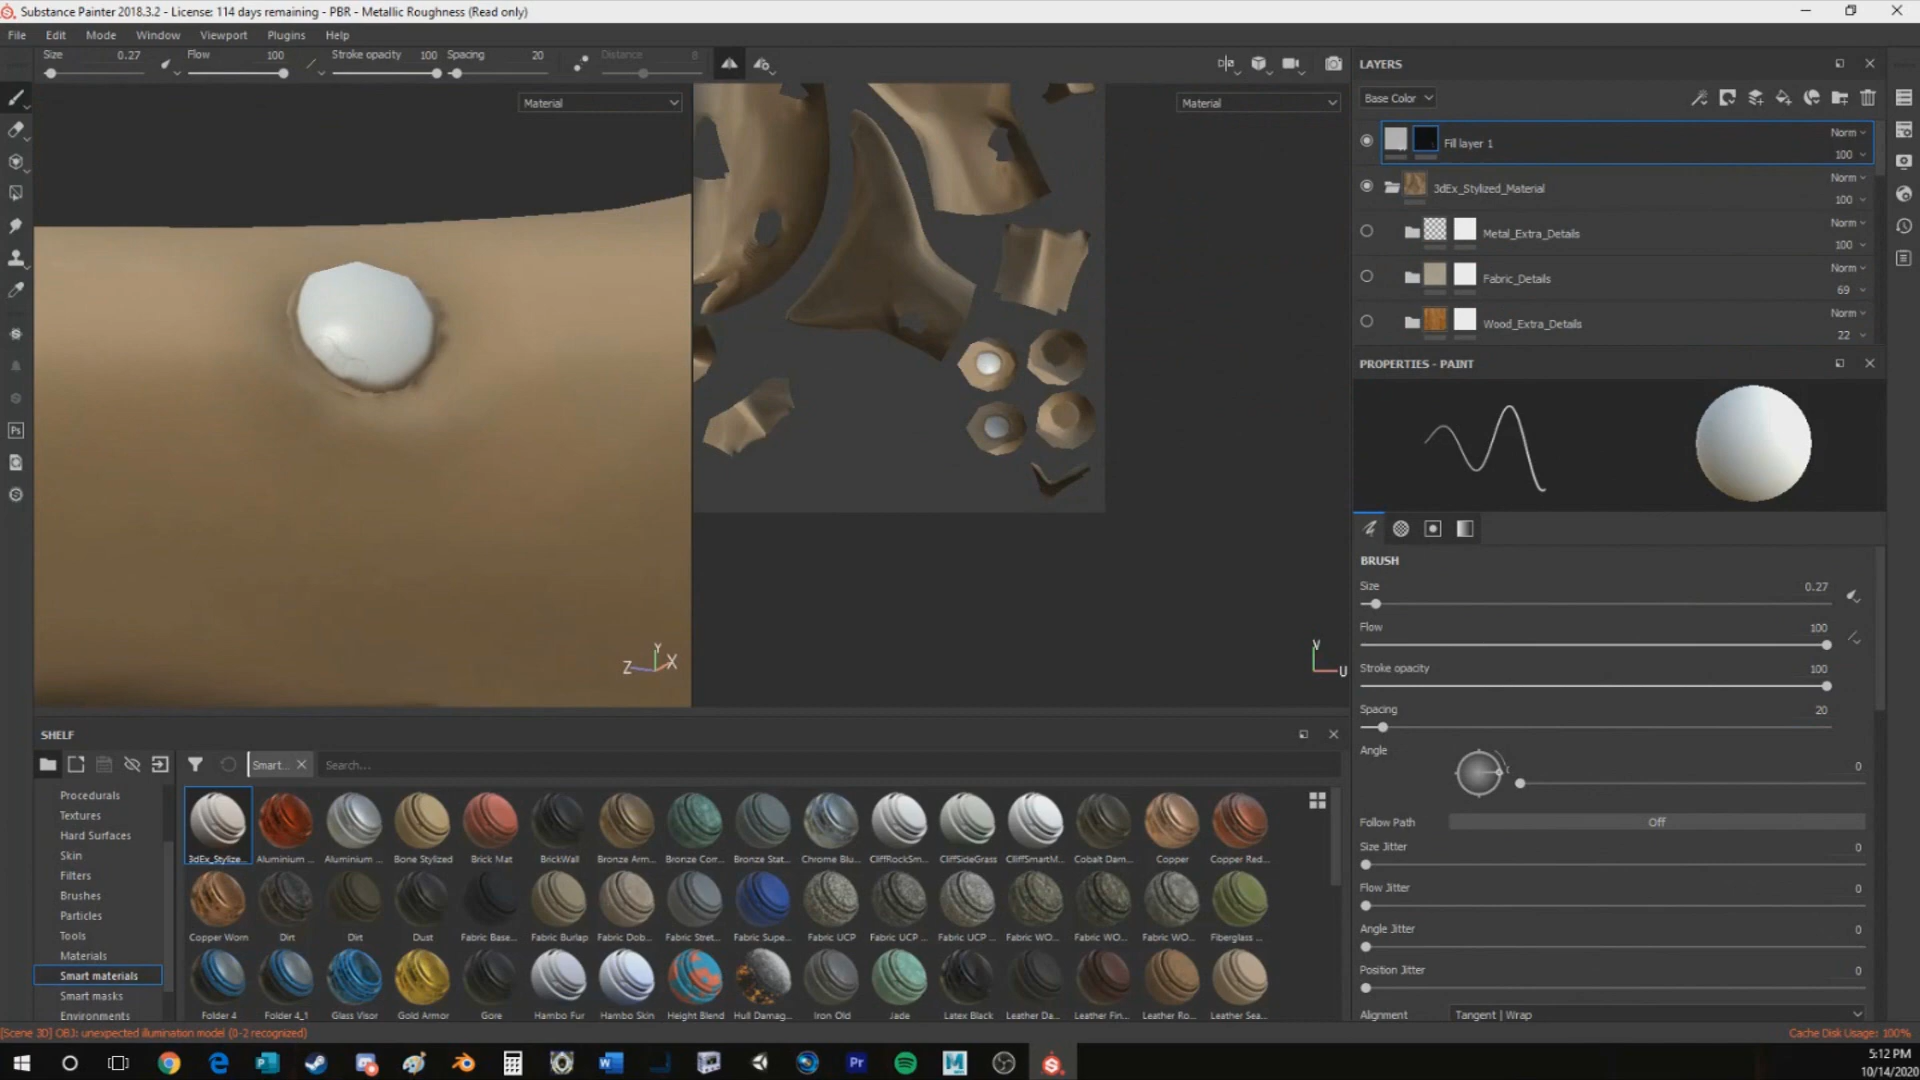 Substance Painter 2018.3.2 - License: 114 days remaining - PBR - Metallic Roughness (Read only)
File Edit Mode Window Viewport Plugins Help
Size 0.27 Flow 100 Stroke opacity 100 Spacing 20 Distance 8
Material
Material
Z Y X
V U
LAYERS
Base Color
Fill layer 1 Norm 100
3dEx_Stylized_Material Norm 100
Metal_Extra_Details Norm 100
Fabric_Details Norm 69
Wood_Extra_Details Norm 22
PROPERTIES - PAINT
BRUSH
Size 0.27
Flow 100
Stroke opacity 100
Spacing 20
Angle 0
Follow Path Off
Size Jitter 0
Flow Jitter 0
Angle Jitter 0
Position Jitter 0
Alignment Tangent | Wrap
SHELF
Smart... Search...
Procedurals
Textures
Hard Surfaces
Skin
Filters
Brushes
Particles
Tools
Materials
Smart materials
Smart masks
Environments
3dEx_Stylize... Aluminium ... Aluminium ... Bone Stylized Brick Mat BrickWall Bronze Arm... Bronze Corr... Bronze Stat... Chrome Blu... CliffRockSm... CliffSideGrass CliffSmartM... Cobalt Dam... Copper Copper Red...
Copper Worn Dirt Dirt Dust Fabric Base... Fabric Burlap Fabric Dob... Fabric Stret... Fabric Supe... Fabric UCP Fabric UCP ... Fabric UCP ... Fabric WO... Fabric WO... Fabric WO... Fiberglass ...
Folder 4 Folder 4_1 Glass Visor Gold Armor Gore Hambo Fur Hambo Skin Height Blend Hull Damag... Iron Old Jade Latex Black Leather Da... Leather Fin... Leather Ro... Leather Sea...
[Scene 3D] OBJ: unexpected illumination model (0-2 recognized)
Cache Disk Usage: 100%
Ps
Pr
5:12 PM
10/14/2020